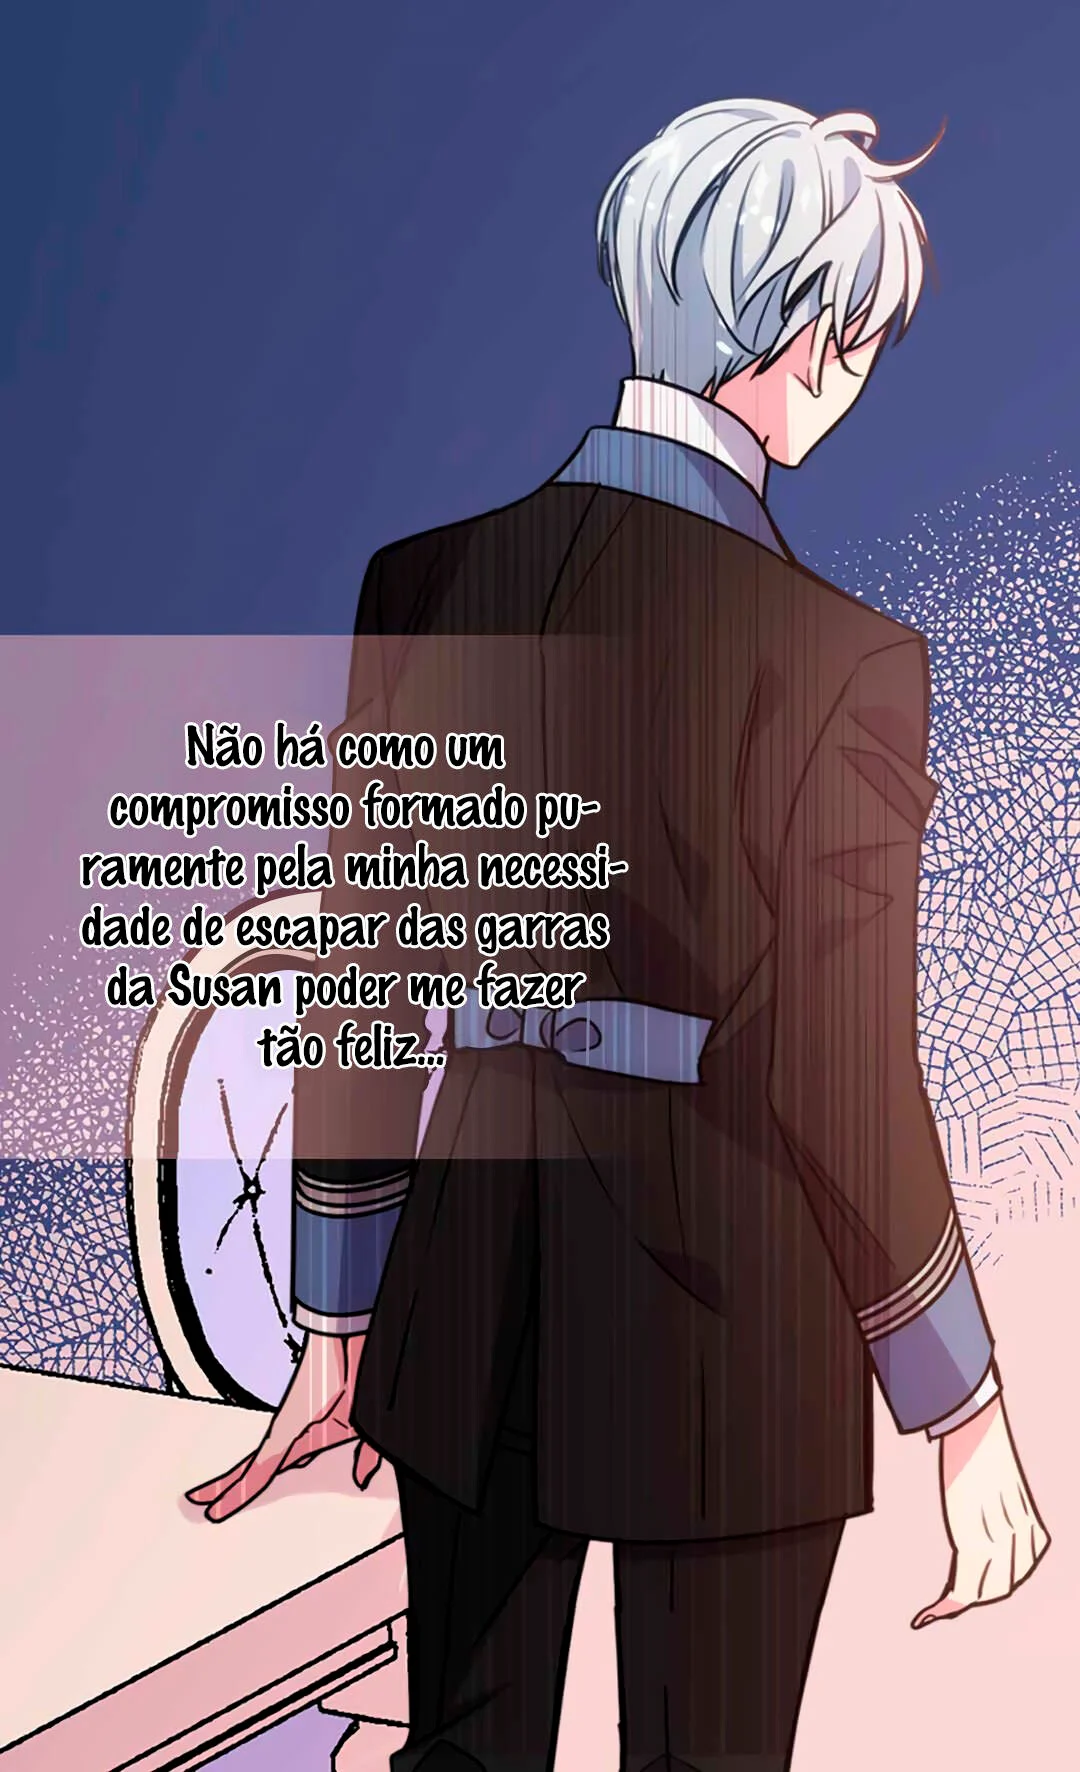 Não há como um
compromisso formado pu-
ramente pela minha necessi-
dade de escapar das garras
da Susan poder me fazer
tão feliz...